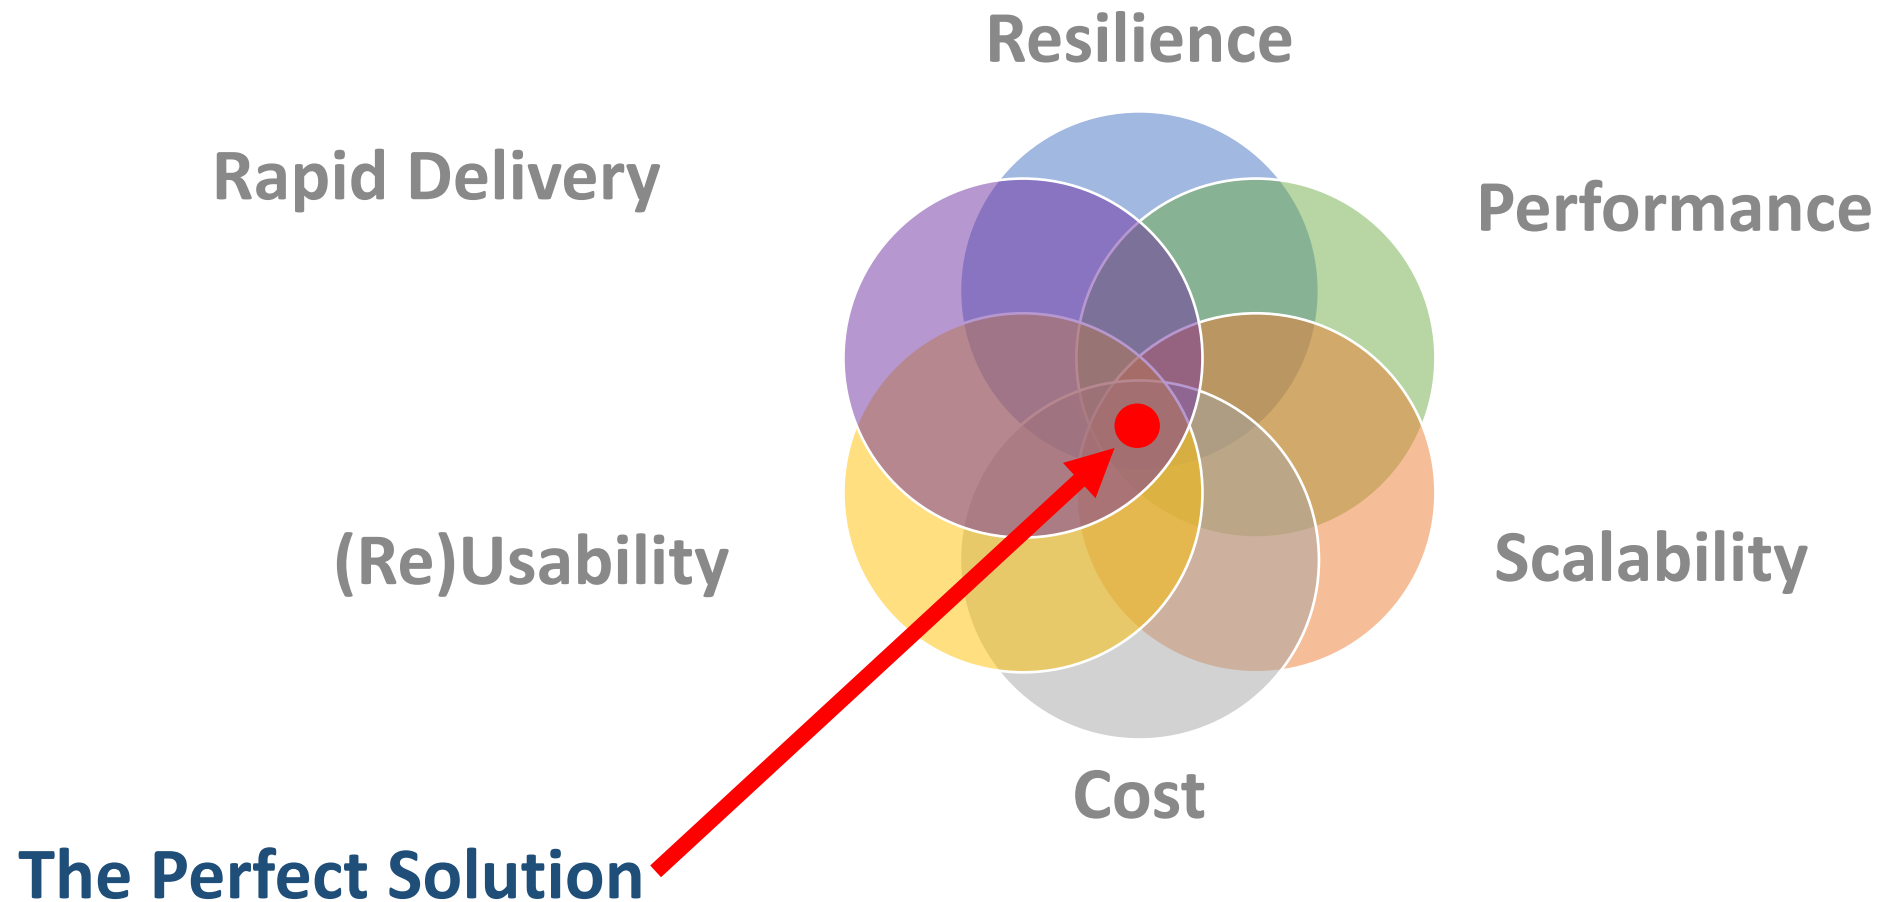 Resilience
Rapid Delivery
Performance
(Re)Usability
Scalability
Cost
The Perfect Solution